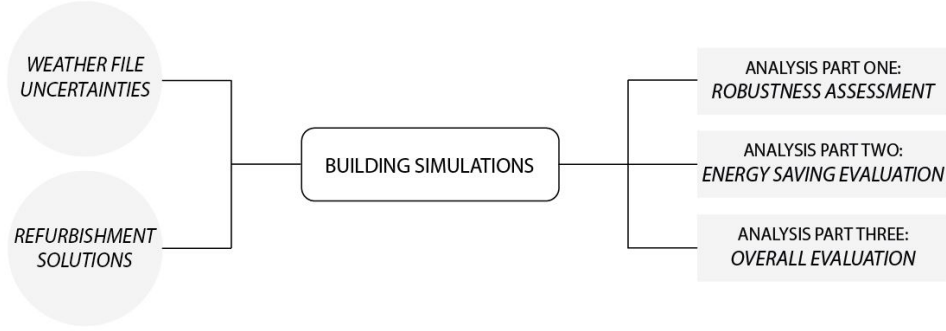 WEATHER FILE
UNCERTAINTIES
REFURBISHMENT
SOLUTIONS
BUILDING SIMULATIONS
ANALYSIS PART ONE:
ROBUSTNESS ASSESSMENT
ANALYSIS PART TWO:
ENERGY SAVING EVALUATION
ANALYSIS PART THREE:
OVERALL EVALUATION